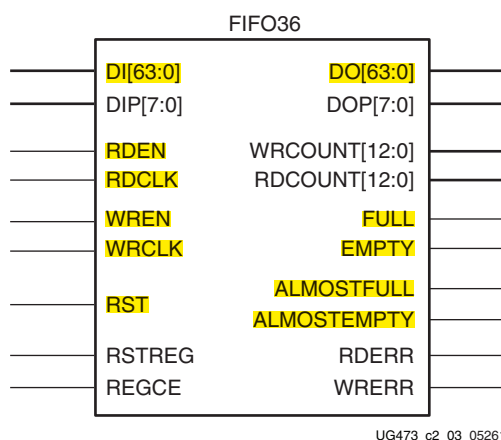 FIFO36
DI[63:0] DO[63:0]
DIP[7:0] DOP[7:0]
RDEN WRCOUNT[12:0]
RDCLK RDCOUNT[12:0]
WREN FULL
WRCLK EMPTY
ALMOSTFULL
RST
ALMOSTEMPTY
RSTREG RDERR
REGCE WRERR
UG473_c2_03_0526